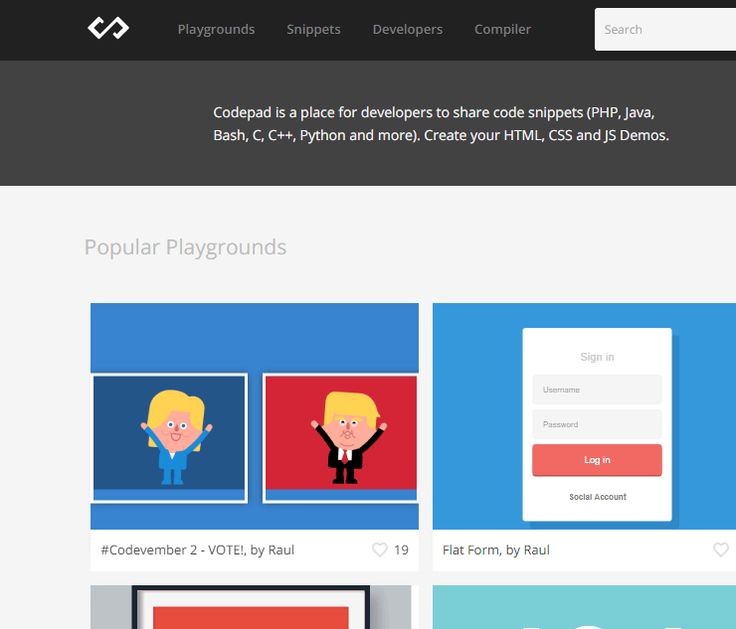 Playgrounds Snippets Developers Compiler Search
Codepad is a place for developers to share code snippets (PHP, Java,
Bash, C, C++, Python and more). Create your HTML, CSS and JS Demos.
Popular Playgrounds
Sign in
Username
Password
Log in
Social Account
#Codevember 2 - VOTE!, by Raul 19
Flat Form, by Raul